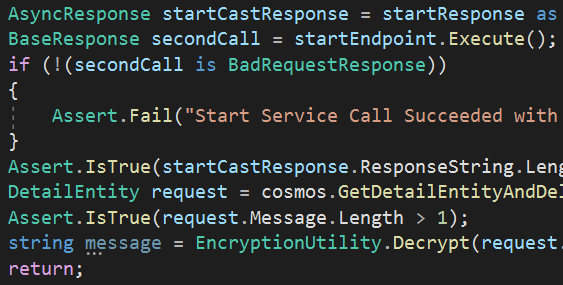 AsyncResponse startCastResponse = startResponse as
BaseResponse secondCall = startEndpoint.Execute();
if (!(secondCall is BadRequestResponse))
{
Assert.Fail("Start Service Call Succeeded with
}
Assert.IsTrue(startCastResponse.ResponseString.Leng
DetailEntity request = cosmos.GetDetailEntityAndDel
Assert.IsTrue(request.Message.Length > 1);
string message = EncryptionUtility.Decrypt(request.
return;